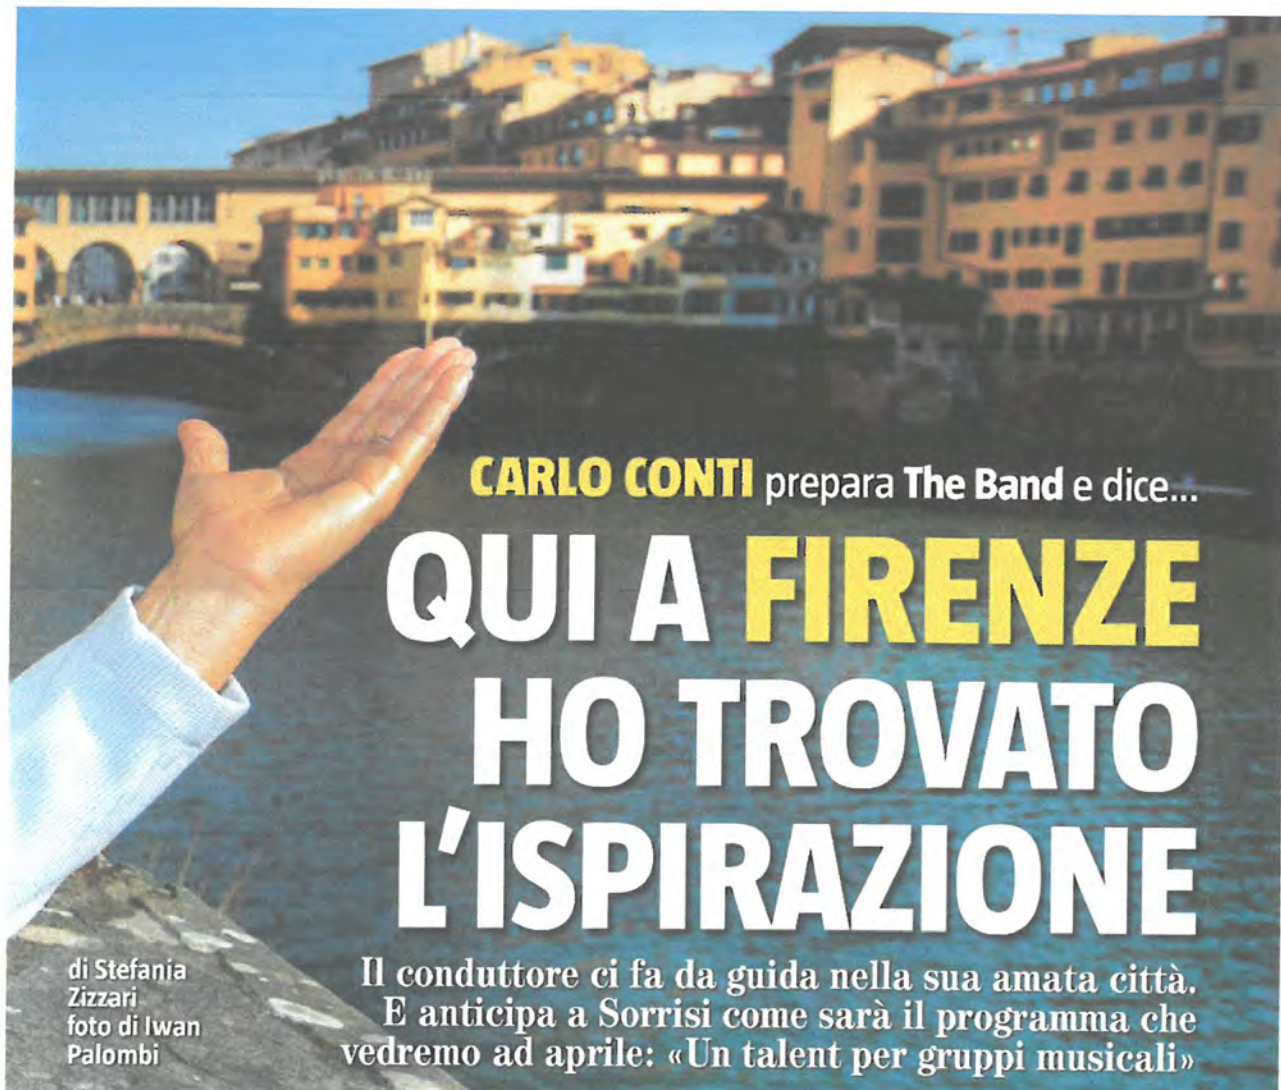 CARLO CONTI prepara The Band e dice...
QUI A FIRENZE
HO TROVATO
L'ISPIRAZIONE
di Stefania
Zizzari
foto di Iwan
Palombi
Il conduttore ci fa da guida nella sua amata città.
E anticipa a Sorrisi come sarà il programma che
vedremo ad aprile: «Un talent per gruppi musicali»